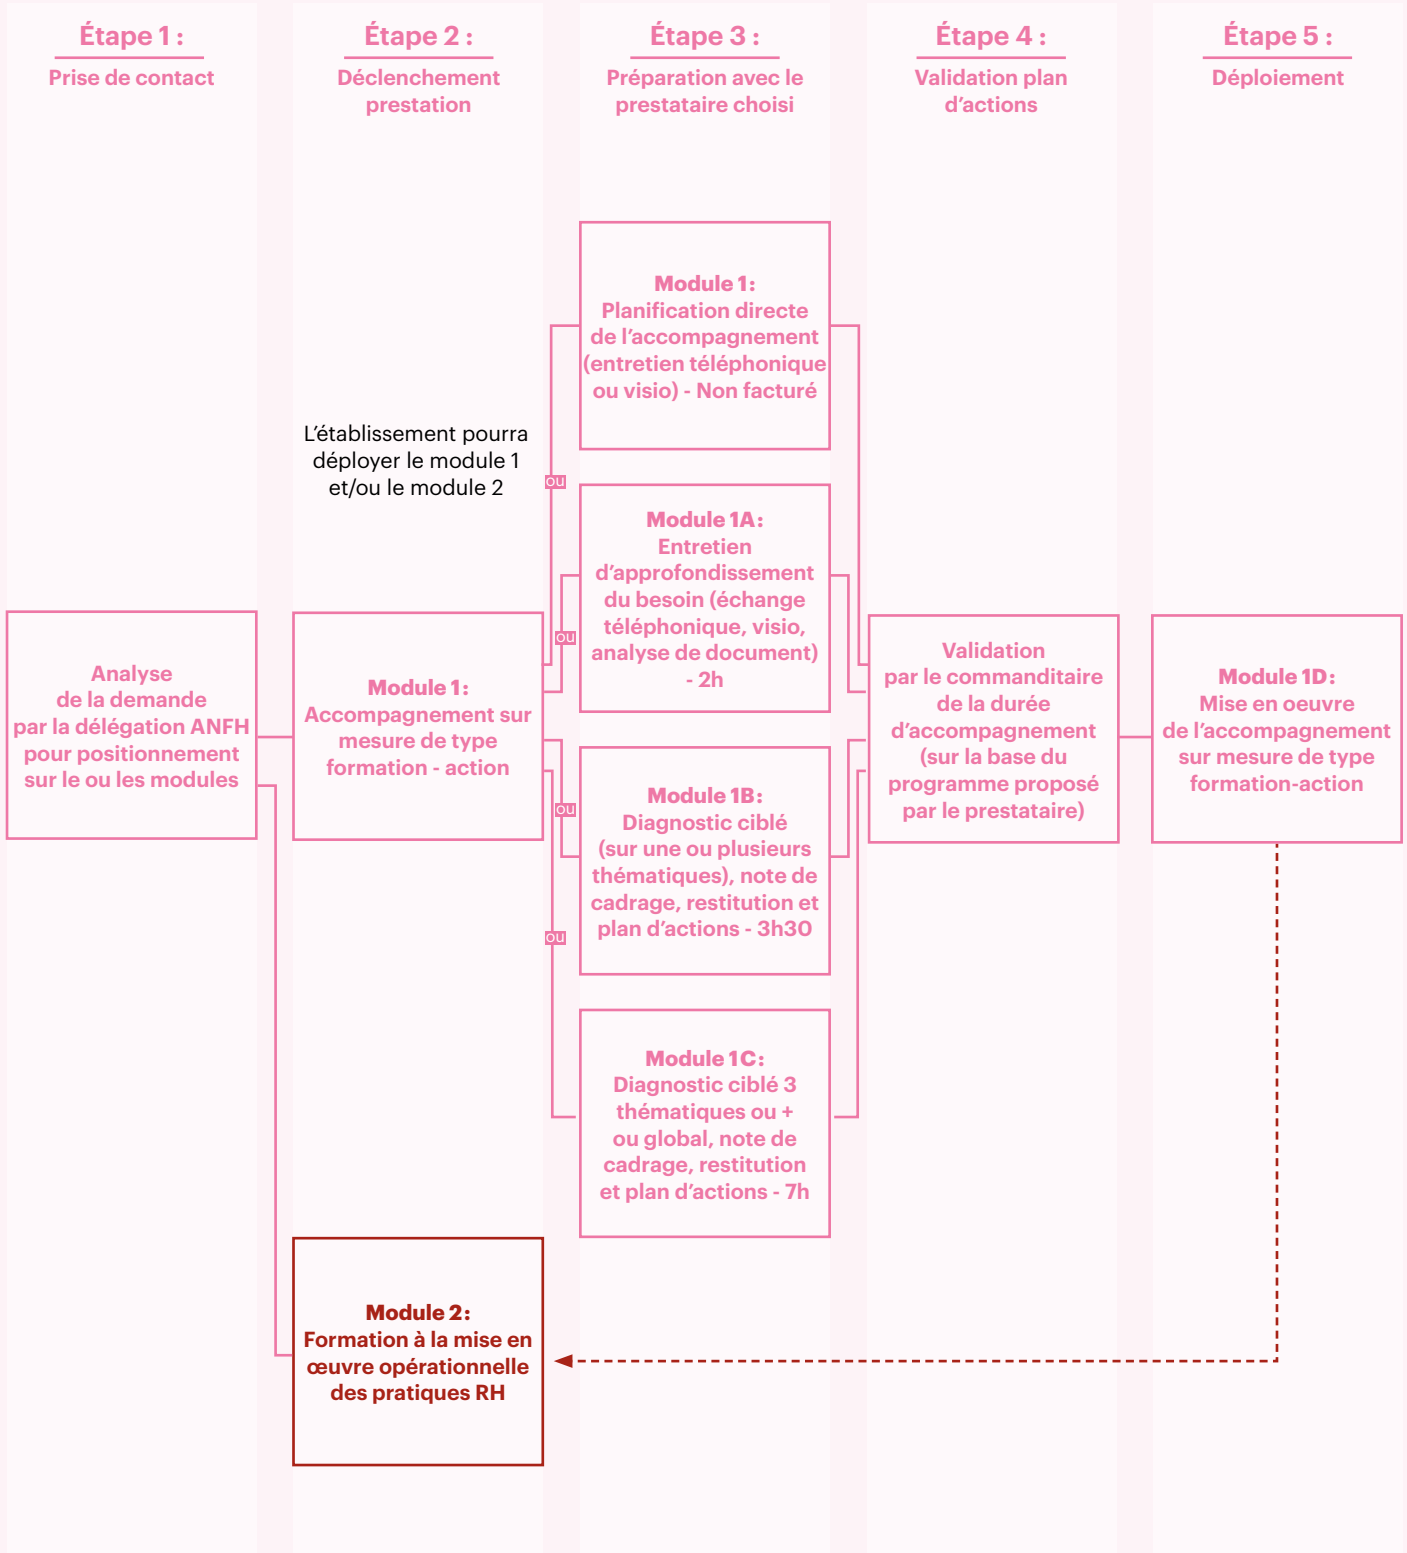 Étape 1 :
Prise de contact
Étape 2 :
Déclenchement
prestation
Étape 3 :
Préparation avec le
prestataire choisi
Étape 4 :
Validation plan
d'actions
Étape 5 :
Déploiement
Analyse
de la demande
par la délégation ANFH
pour positionnement
sur le ou les modules
L'établissement pourra
déployer le module 1
et/ou le module 2
Module 1 :
Accompagnement sur
mesure de type
formation - action
Module 2 :
Formation à la mise en
œuvre opérationnelle
des pratiques RH
ou
ou
ou
ou
Module 1 :
Planification directe
de l'accompagnement
(entretien téléphonique
ou visio) - Non facturé
Module 1A :
Entretien
d'approfondissement
du besoin (échange
téléphonique, visio,
analyse de document)
- 2h
Module 1B :
Diagnostic ciblé
(sur une ou plusieurs
thématiques), note de
cadrage, restitution et
plan d'actions - 3h30
Module 1C :
Diagnostic ciblé 3
thématiques ou +
ou global, note de
cadrage, restitution
et plan d'actions - 7h
Validation
par le commanditaire
de la durée
d'accompagnement
(sur la base du
programme proposé
par le prestataire)
Module 1D :
Mise en oeuvre
de l'accompagnement
sur mesure de type
formation-action